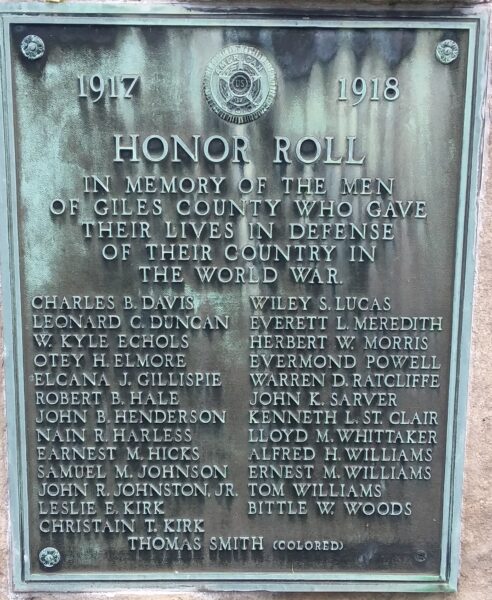 1917 1918
HONOR ROLL
IN MEMORY OF THE MEN
OF GILES COUNTY WHO GAVE
THEIR LIVES IN DEFENSE
OF THEIR COUNTRY IN
THE WORLD WAR.
CHARLES B. DAVIS
LEONARD C. DUNCAN
W. KYLE ECHOLS
OTEY H. ELMORE
ELCANA J. GILLISPIE
ROBERT B. HALE
JOHN B. HENDERSON
NAIN R. HARLESS
EARNEST M. HICKS
SAMUEL M. JOHNSON
JOHN R. JOHNSTON, JR.
LESLIE E. KIRK
CHRISTAIN T. KIRK
WILEY S. LUCAS
EVERETT L. MEREDITH
HERBERT W. MORRIS
EVERMOND POWELL
WARREN D. RATCLIFFE
JOHN K. SARVER
KENNETH L. ST. CLAIR
LLOYD M. WHITTAKER
ALFRED H. WILLIAMS
ERNEST M. WILLIAMS
TOM WILLIAMS
BITTLE W. WOODS
THOMAS SMITH (COLORED)